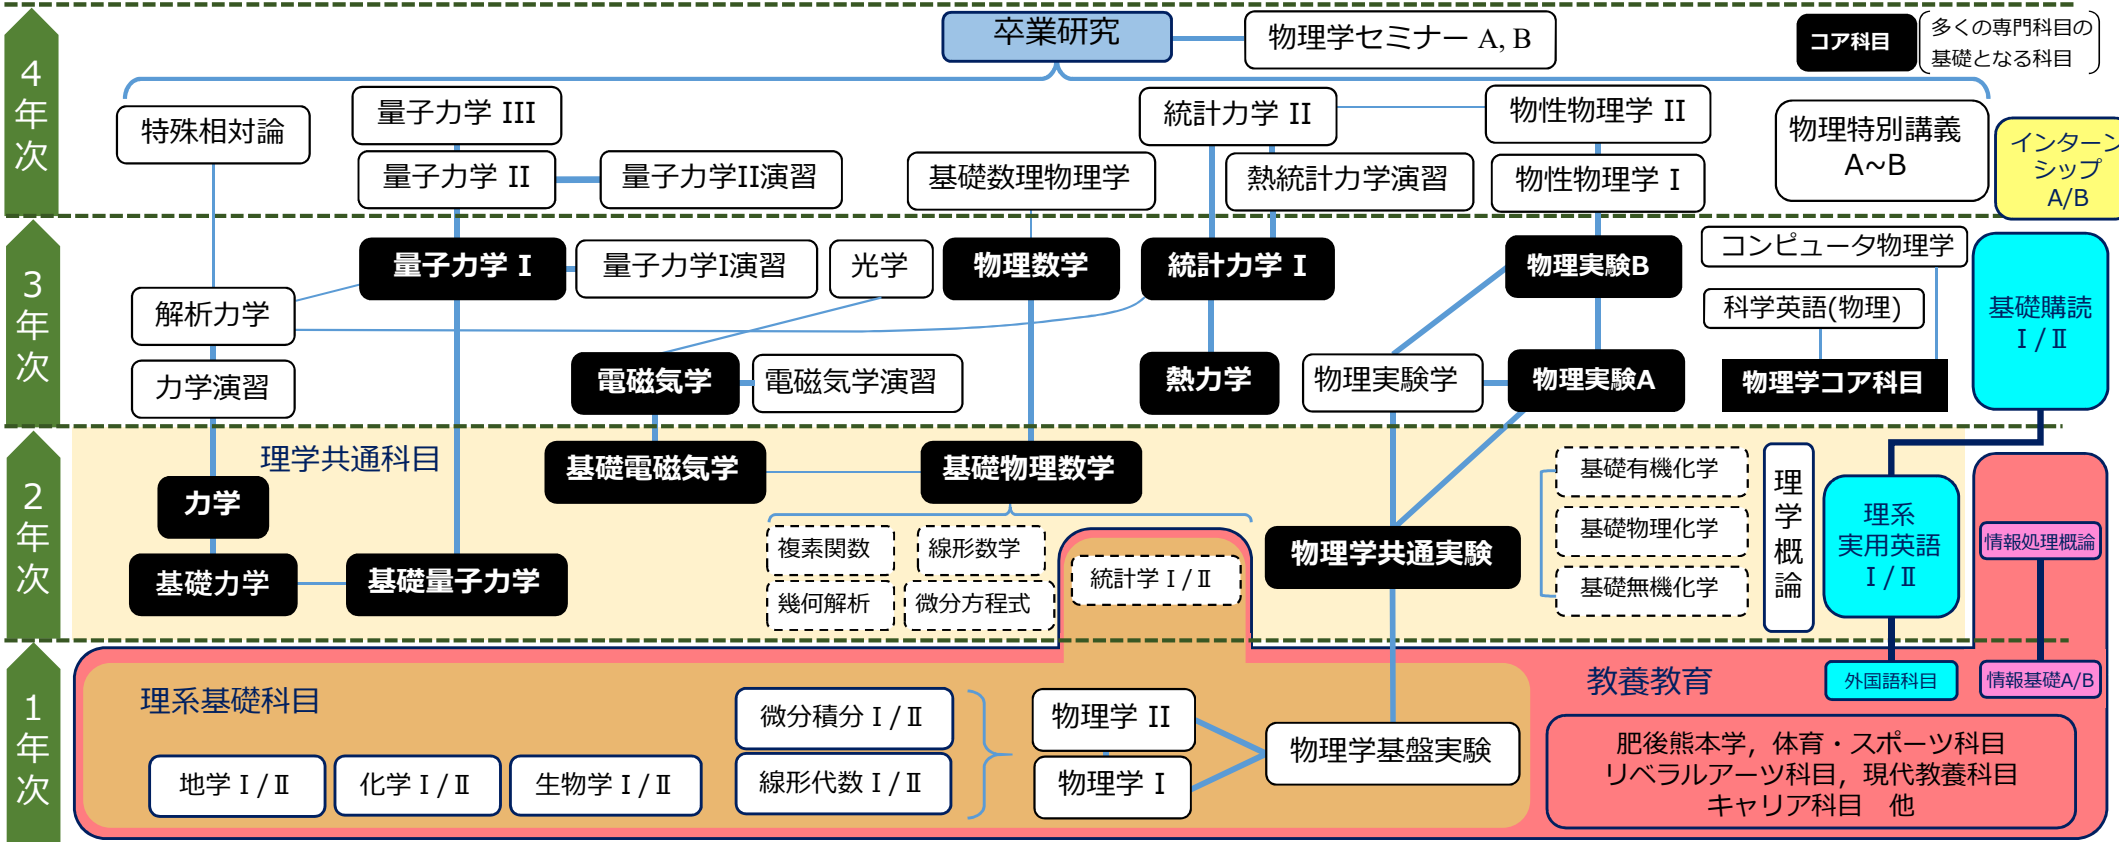 4
年
次
卒業研究
物理学セミナー A, B
コア科目
多くの専門科目の
基礎となる科目
特殊相対論
量子力学 III
量子力学 II
量子力学II演習
基礎数理物理学
統計力学 II
熱統計力学演習
物性物理学 II
物性物理学 I
物理特別講義
A~B
インターン
シップ
A/B
3
年
次
量子力学 I
量子力学I演習
光学
物理数学
統計力学 I
物理実験B
コンピュータ物理学
解析力学
科学英語(物理)
基礎購読
I / II
力学演習
電磁気学
電磁気学演習
熱力学
物理実験学
物理実験A
物理学コア科目
2
年
次
理学共通科目
力学
基礎電磁気学
基礎物理数学
基礎有機化学
基礎物理化学
基礎無機化学
理
学
概
論
理系
実用英語
I / II
情報処理概論
基礎力学
基礎量子力学
複素関数
線形数学
幾何解析
微分方程式
統計学 I / II
物理学共通実験
1
年
次
理系基礎科目
地学 I / II
化学 I / II
生物学 I / II
微分積分 I / II
線形代数 I / II
物理学 II
物理学 I
物理学基盤実験
教養教育
外国語科目
情報基礎A/B
肥後熊本学, 体育・スポーツ科目
リベラルアーツ科目, 現代教養科目
キャリア科目　他